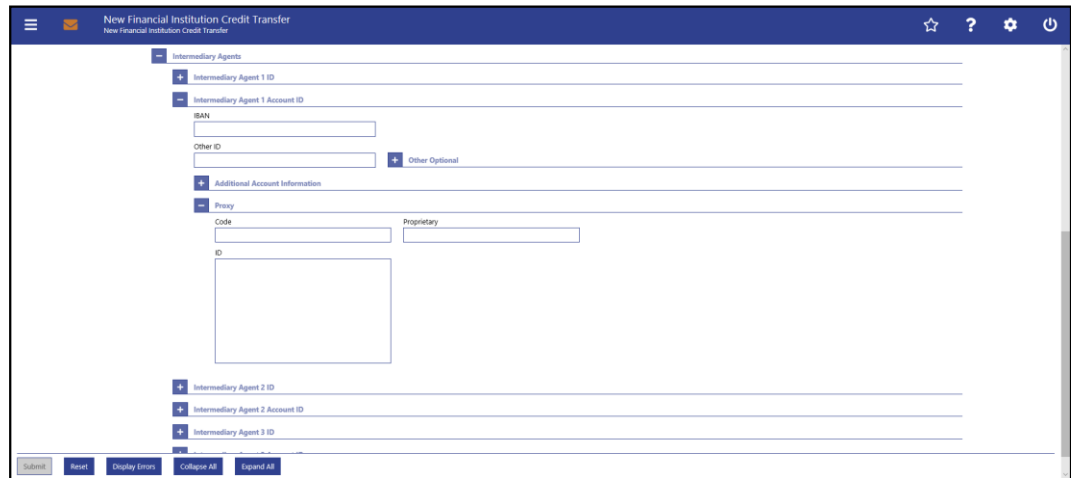 New Financial Institution Credit Transfer
New Financial Institution Credit Transfer
Intermediary Agents
Intermediary Agent 1 ID
Intermediary Agent 1 Account ID
IBAN
Other ID
Other Optional
Additional Account Information
Proxy
Code Proprietary
ID
Intermediary Agent 2 ID
Intermediary Agent 2 Account ID
Intermediary Agent 3 ID
Submit Reset Display Errors Collapse All Expand All